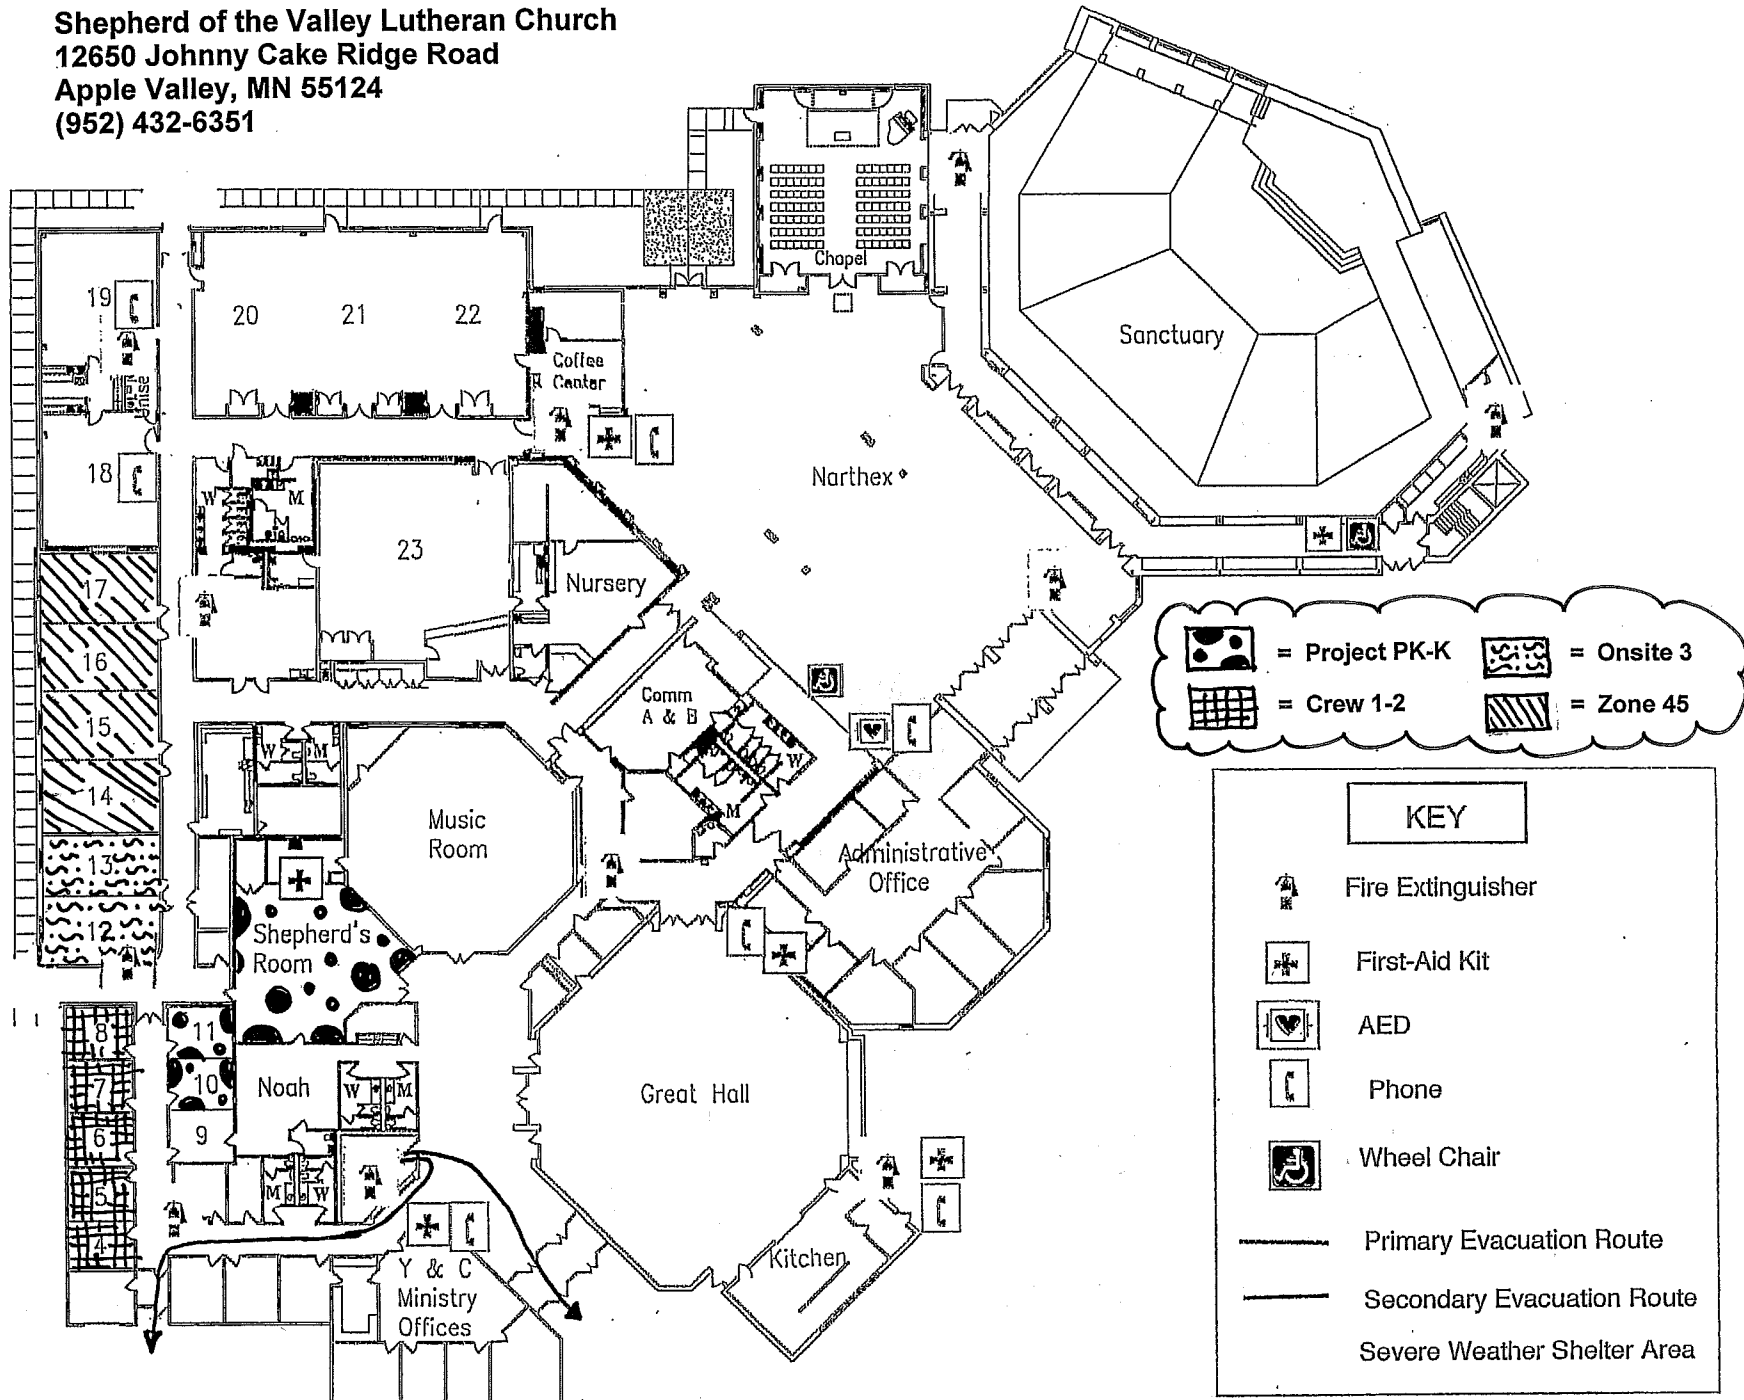 Shepherd of the Valley Lutheran Church
12650 Johnny Cake Ridge Road
Apple Valley, MN 55124
(952) 432-6351
Chapel
Sanctuary
19
20
21
22
Coffee
Center
Unisex
18
W
M
23
Narthex
Nursery
17
16
15
14
13
12
Comm
A & B
W
M
W
M
Music
Room
Administrative
Office
Shepherd's
Room
= Project PK-K
= Onsite 3
= Crew 1-2
= Zone 45
KEY
Fire Extinguisher
First-Aid Kit
AED
Phone
Wheel Chair
Primary Evacuation Route
Secondary Evacuation Route
Severe Weather Shelter Area
8
11
7
10
Noah
W
M
6
9
5
M
W
4
Great Hall
Kitchen
Y & C
Ministry
Offices